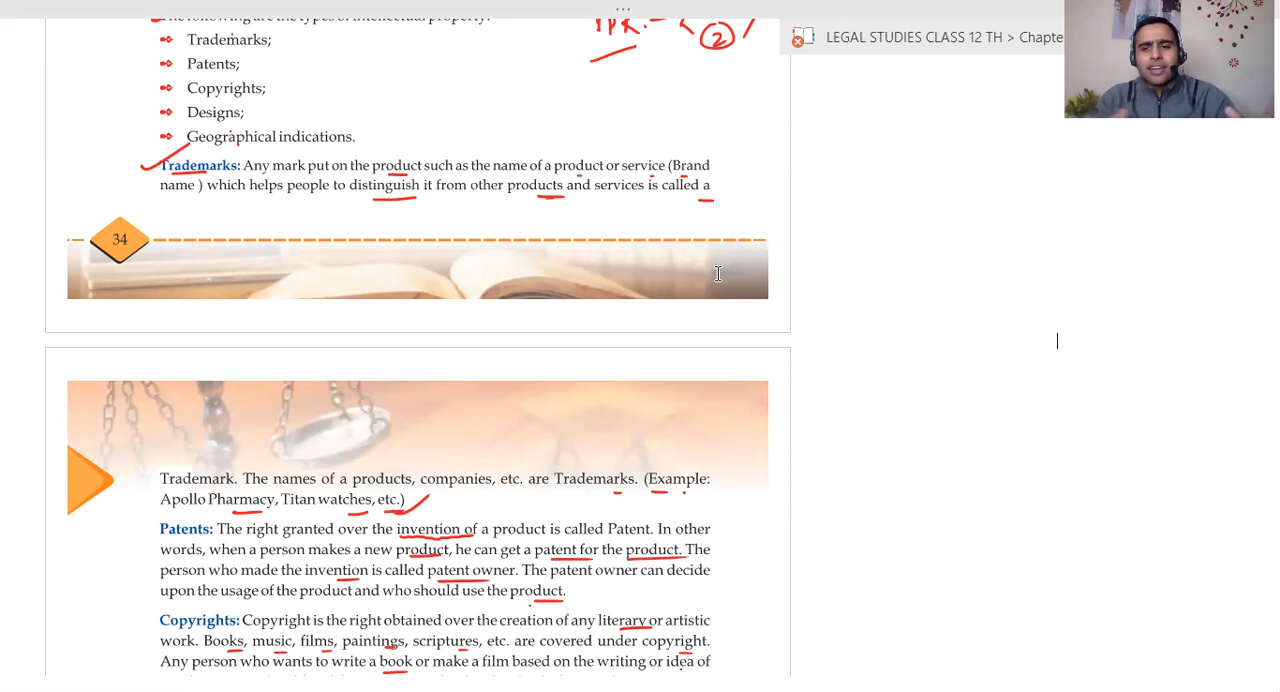 ...
The following are the types of intellectual property:
IPR. ②
LEGAL STUDIES CLASS 12 TH > Chapte
➻ Trademarks;
➻ Patents;
➻ Copyrights;
➻ Designs;
➻ Geographical indications.
Trademarks: Any mark put on the product such as the name of a product or service (Brand
name ) which helps people to distinguish it from other products and services is called a
34
Trademark. The names of a products, companies, etc. are Trademarks. (Example:
Apollo Pharmacy, Titan watches, etc.)
Patents: The right granted over the invention of a product is called Patent. In other
words, when a person makes a new product, he can get a patent for the product. The
person who made the invention is called patent owner. The patent owner can decide
upon the usage of the product and who should use the product.
Copyrights: Copyright is the right obtained over the creation of any literary or artistic
work. Books, music, films, paintings, scriptures, etc. are covered under copyright.
Any person who wants to write a book or make a film based on the writing or idea of